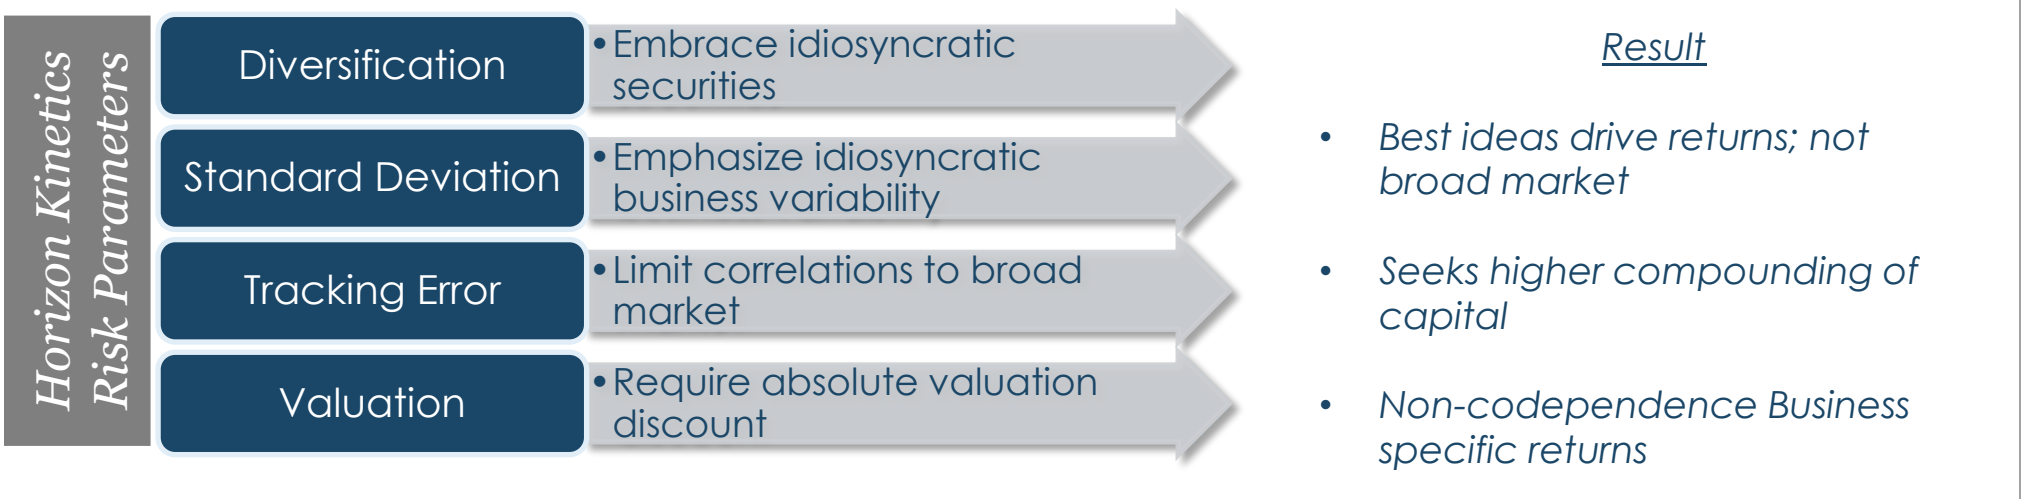 Horizon Kinetics
Risk Parameters
Diversification
•Embrace idiosyncratic
securities
Standard Deviation
•Emphasize idiosyncratic
business variability
Tracking Error
•Limit correlations to broad
market
Valuation
•Require absolute valuation
discount
Result
• Best ideas drive returns; not
broad market
• Seeks higher compounding of
capital
• Non-codependence Business
specific returns